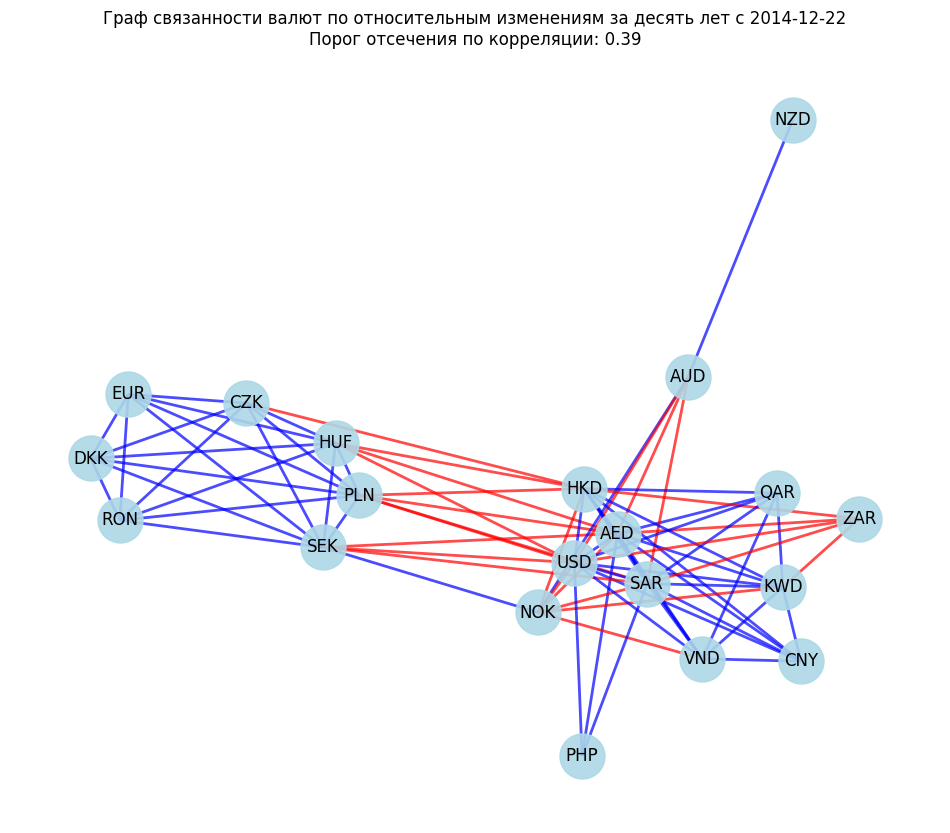 Граф связанности валют по относительным изменениям за десять лет с 2014-12-22
Порог отсечения по корреляции: 0.39
NZD
AUD
EUR
CZK
HUF
DKK
PLN
HKD
QAR
RON
ZAR
AED
SEK
USD
SAR
KWD
NOK
VND
CNY
PHP